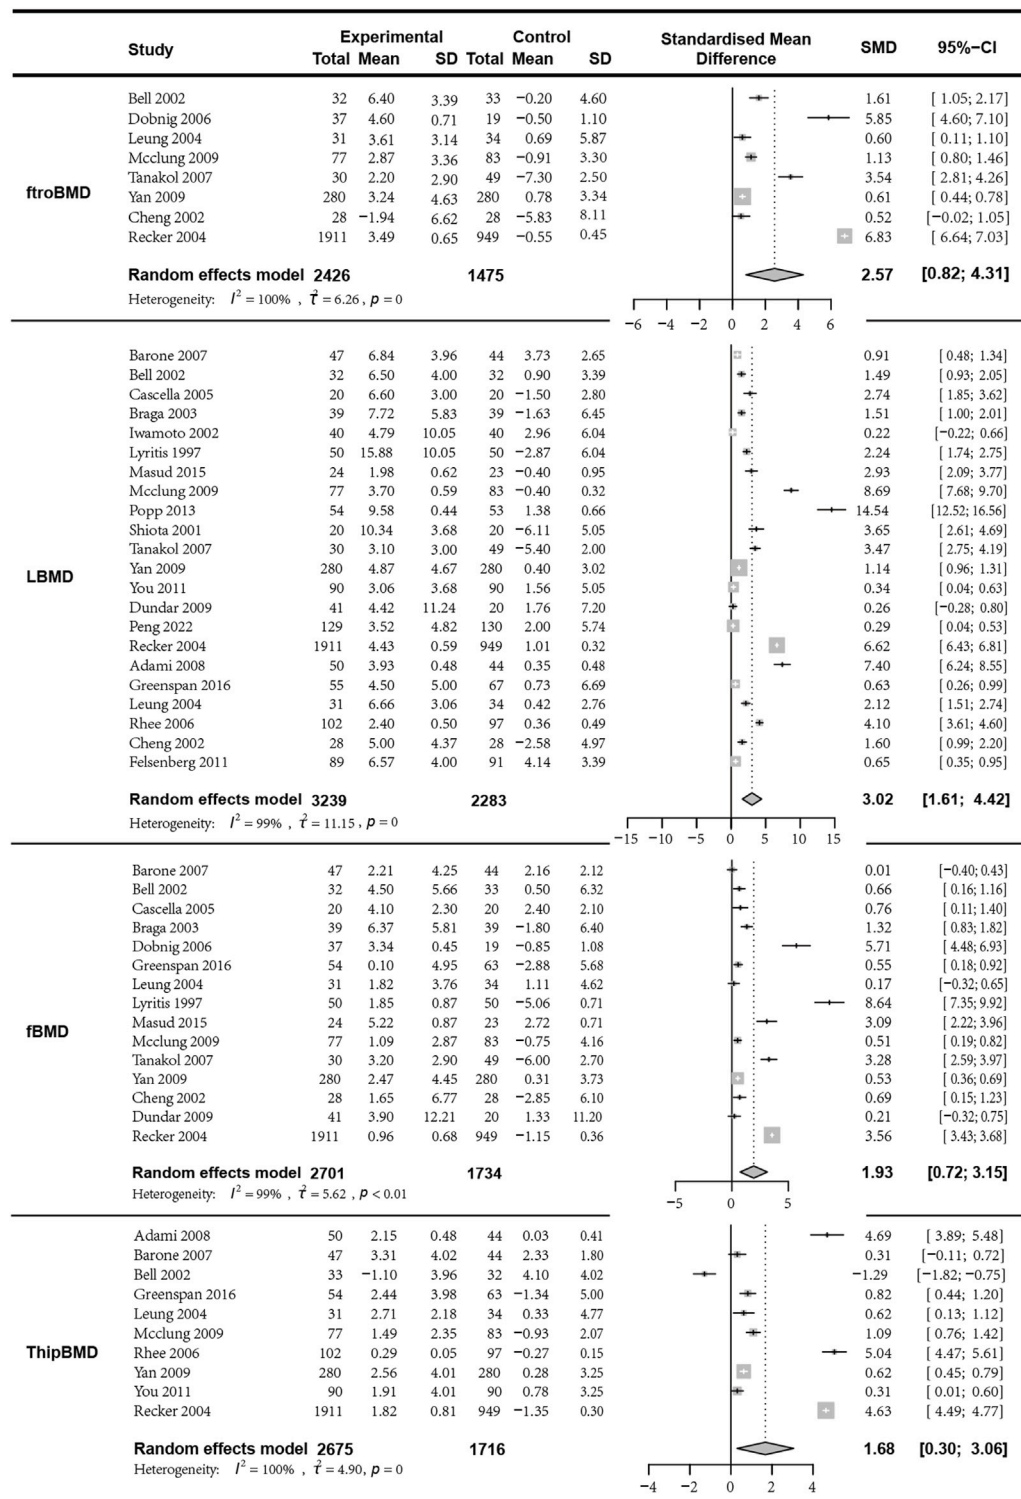 Study Experimental Control Standardised Mean Difference SMD 95%−CI
Total Mean SD Total Mean SD
ftroBMD
Bell 2002 32 6.40 3.39 33 −0.20 4.60 1.61 [ 1.05; 2.17]
Dobnig 2006 37 4.60 0.71 19 −0.50 1.10 5.85 [ 4.60; 7.10]
Leung 2004 31 3.61 3.14 34 0.69 5.87 0.60 [ 0.11; 1.10]
Mcclung 2009 77 2.87 3.36 83 −0.91 3.30 1.13 [ 0.80; 1.46]
Tanakol 2007 30 2.20 2.90 49 −7.30 2.50 3.54 [ 2.81; 4.26]
Yan 2009 280 3.24 4.63 280 0.78 3.34 0.61 [ 0.44; 0.78]
Cheng 2002 28 −1.94 6.62 28 −5.83 8.11 0.52 [−0.02; 1.05]
Recker 2004 1911 3.49 0.65 949 −0.55 0.45 6.83 [ 6.64; 7.03]
Random effects model 2426 1475 2.57 [0.82; 4.31]
Heterogeneity: I² = 100% , τ² = 6.26 , p = 0
−6 −4 −2 0 2 4 6
LBMD
Barone 2007 47 6.84 3.96 44 3.73 2.65 0.91 [ 0.48; 1.34]
Bell 2002 32 6.50 4.00 32 0.90 3.39 1.49 [ 0.93; 2.05]
Cascella 2005 20 6.60 3.00 20 −1.50 2.80 2.74 [ 1.85; 3.62]
Braga 2003 39 7.72 5.83 39 −1.63 6.45 1.51 [ 1.00; 2.01]
Iwamoto 2002 40 4.79 10.05 40 2.96 6.04 0.22 [−0.22; 0.66]
Lyritis 1997 50 15.88 10.05 50 −2.87 6.04 2.24 [ 1.74; 2.75]
Masud 2015 24 1.98 0.62 23 −0.40 0.95 2.93 [ 2.09; 3.77]
Mcclung 2009 77 3.70 0.59 83 −0.40 0.32 8.69 [ 7.68; 9.70]
Popp 2013 54 9.58 0.44 53 1.38 0.66 14.54 [12.52; 16.56]
Shiota 2001 20 10.34 3.68 20 −6.11 5.05 3.65 [ 2.61; 4.69]
Tanakol 2007 30 3.10 3.00 49 −5.40 2.00 3.47 [ 2.75; 4.19]
Yan 2009 280 4.87 4.67 280 0.40 3.02 1.14 [ 0.96; 1.31]
You 2011 90 3.06 3.68 90 1.56 5.05 0.34 [ 0.04; 0.63]
Dundar 2009 41 4.42 11.24 20 1.76 7.20 0.26 [−0.28; 0.80]
Peng 2022 129 3.52 4.82 130 2.00 5.74 0.29 [ 0.04; 0.53]
Recker 2004 1911 4.43 0.59 949 1.01 0.32 6.62 [ 6.43; 6.81]
Adami 2008 50 3.93 0.48 44 0.35 0.48 7.40 [ 6.24; 8.55]
Greenspan 2016 55 4.50 5.00 67 0.73 6.69 0.63 [ 0.26; 0.99]
Leung 2004 31 6.66 3.06 34 0.42 2.76 2.12 [ 1.51; 2.74]
Rhee 2006 102 2.40 0.50 97 0.36 0.49 4.10 [ 3.61; 4.60]
Cheng 2002 28 5.00 4.37 28 −2.58 4.97 1.60 [ 0.99; 2.20]
Felsenberg 2011 89 6.57 4.00 91 4.14 3.39 0.65 [ 0.35; 0.95]
Random effects model 3239 2283 3.02 [1.61; 4.42]
Heterogeneity: I² = 99% , τ² = 11.15 , p = 0
−15 −10 −5 0 5 10 15
fBMD
Barone 2007 47 2.21 4.25 44 2.16 2.12 0.01 [−0.40; 0.43]
Bell 2002 32 4.50 5.66 33 0.50 6.32 0.66 [ 0.16; 1.16]
Cascella 2005 20 4.10 2.30 20 2.40 2.10 0.76 [ 0.11; 1.40]
Braga 2003 39 6.37 5.81 39 −1.80 6.40 1.32 [ 0.83; 1.82]
Dobnig 2006 37 3.34 0.45 19 −0.85 1.08 5.71 [ 4.48; 6.93]
Greenspan 2016 54 0.10 4.95 63 −2.88 5.68 0.55 [ 0.18; 0.92]
Leung 2004 31 1.82 3.76 34 1.11 4.62 0.17 [−0.32; 0.65]
Lyritis 1997 50 1.85 0.87 50 −5.06 0.71 8.64 [ 7.35; 9.92]
Masud 2015 24 5.22 0.87 23 2.72 0.71 3.09 [ 2.22; 3.96]
Mcclung 2009 77 1.09 2.87 83 −0.75 4.16 0.51 [ 0.19; 0.82]
Tanakol 2007 30 3.20 2.90 49 −6.00 2.70 3.28 [ 2.59; 3.97]
Yan 2009 280 2.47 4.45 280 0.31 3.73 0.53 [ 0.36; 0.69]
Cheng 2002 28 1.65 6.77 28 −2.85 6.10 0.69 [ 0.15; 1.23]
Dundar 2009 41 3.90 12.21 20 1.33 11.20 0.21 [−0.32; 0.75]
Recker 2004 1911 0.96 0.68 949 −1.15 0.36 3.56 [ 3.43; 3.68]
Random effects model 2701 1734 1.93 [0.72; 3.15]
Heterogeneity: I² = 99% , τ² = 5.62 , p < 0.01
−5 0 5
ThipBMD
Adami 2008 50 2.15 0.48 44 0.03 0.41 4.69 [ 3.89; 5.48]
Barone 2007 47 3.31 4.02 44 2.33 1.80 0.31 [−0.11; 0.72]
Bell 2002 33 −1.10 3.96 32 4.10 4.02 −1.29 [−1.82; −0.75]
Greenspan 2016 54 2.44 3.98 63 −1.34 5.00 0.82 [ 0.44; 1.20]
Leung 2004 31 2.71 2.18 34 0.33 4.77 0.62 [ 0.13; 1.12]
Mcclung 2009 77 1.49 2.35 83 −0.93 2.07 1.09 [ 0.76; 1.42]
Rhee 2006 102 0.29 0.05 97 −0.27 0.15 5.04 [ 4.47; 5.61]
Yan 2009 280 2.56 4.01 280 0.28 3.25 0.62 [ 0.45; 0.79]
You 2011 90 1.91 4.01 90 0.78 3.25 0.31 [ 0.01; 0.60]
Recker 2004 1911 1.82 0.81 949 −1.35 0.30 4.63 [ 4.49; 4.77]
Random effects model 2675 1716 1.68 [0.30; 3.06]
Heterogeneity: I² = 100% , τ² = 4.90, p = 0
−4 −2 0 2 4